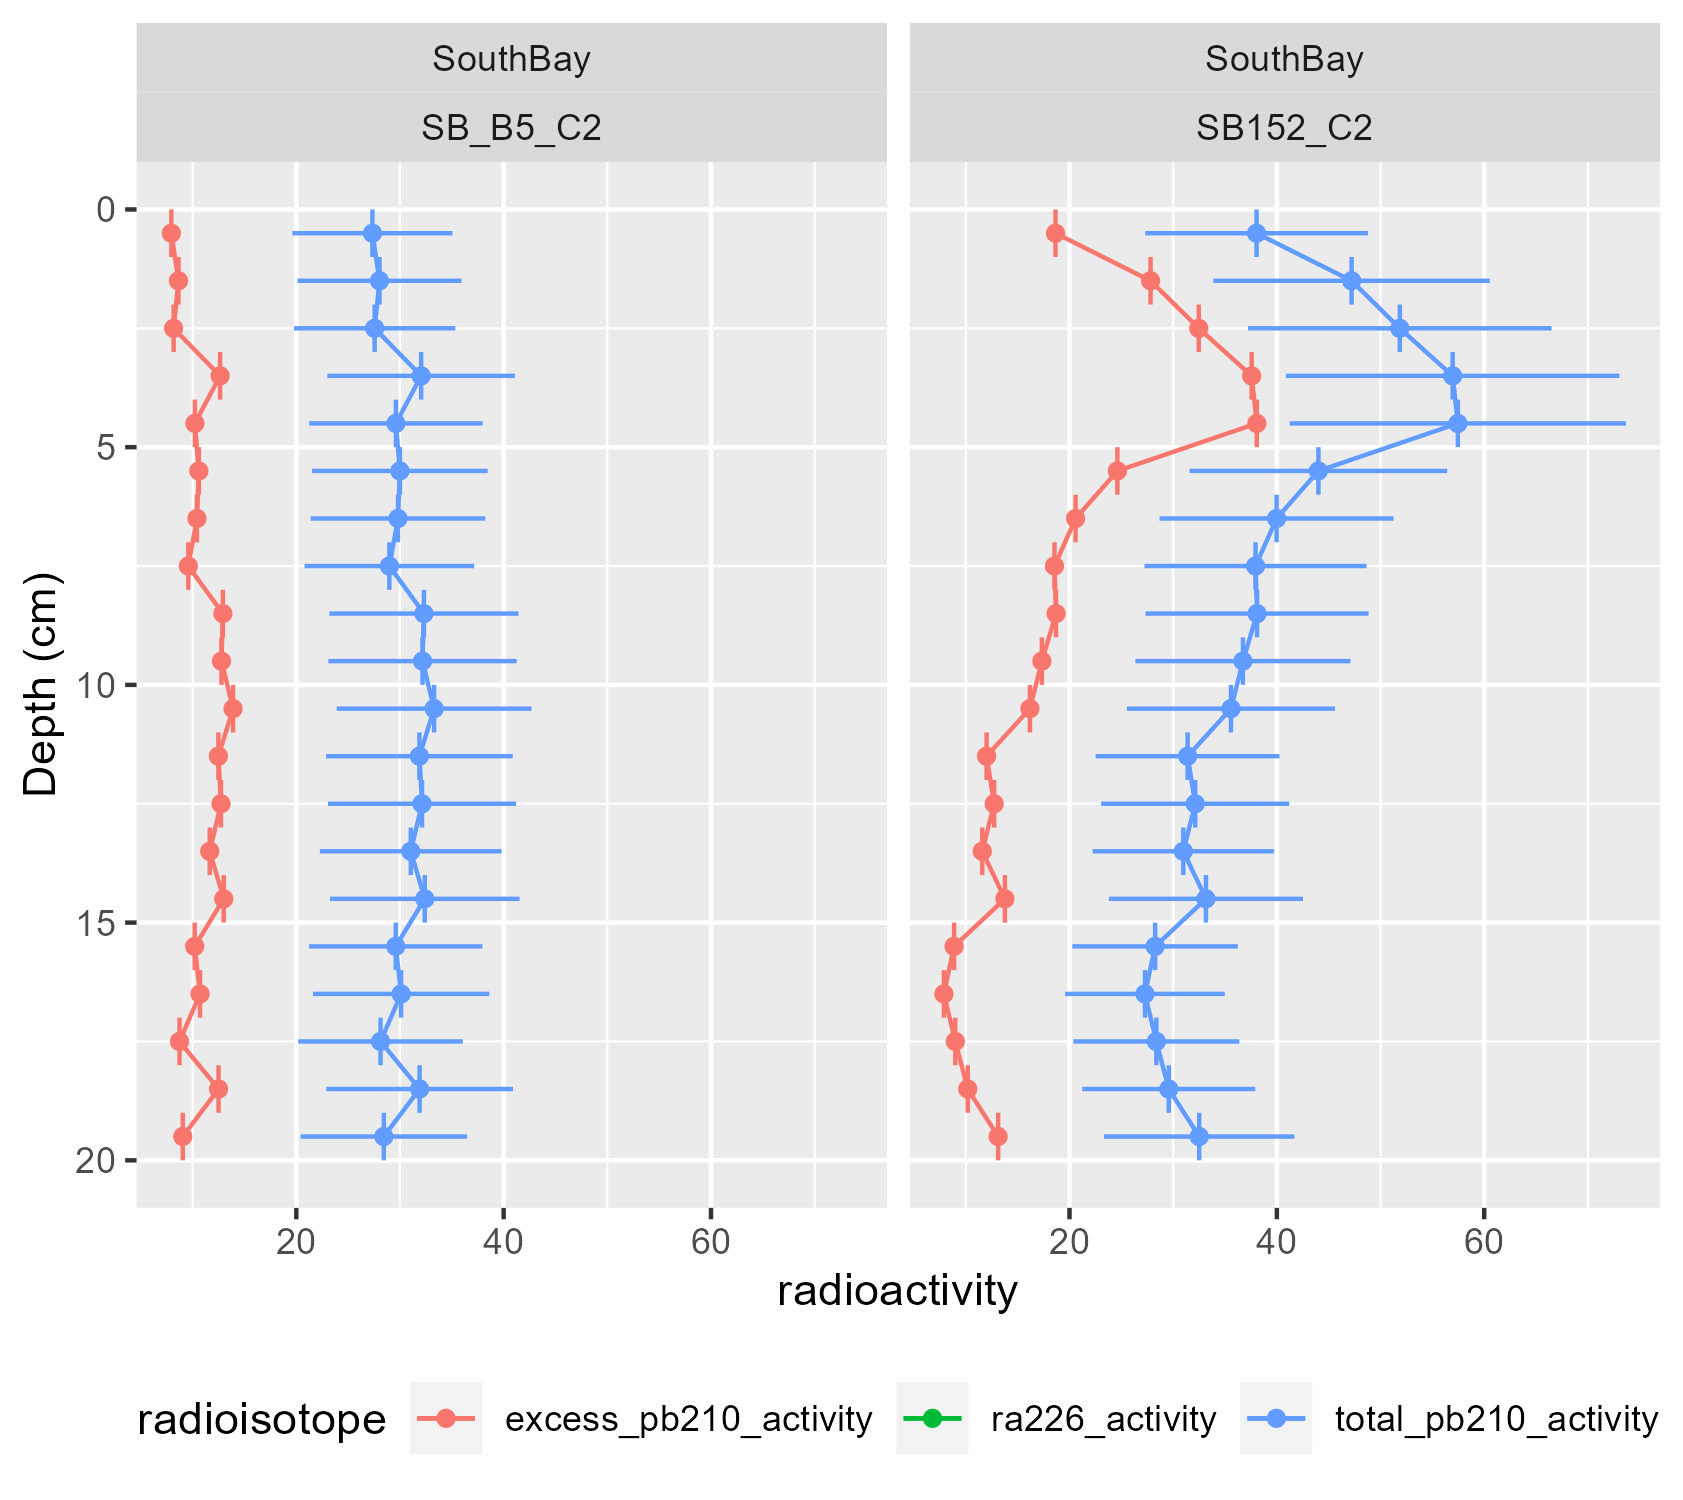 SouthBay
SouthBay
SB_B5_C2
SB152_C2
Depth (cm)
0
5
10
15
20
20 40 60
20 40 60
radioactivity
radioisotope excess_pb210_activity ra226_activity total_pb210_activity